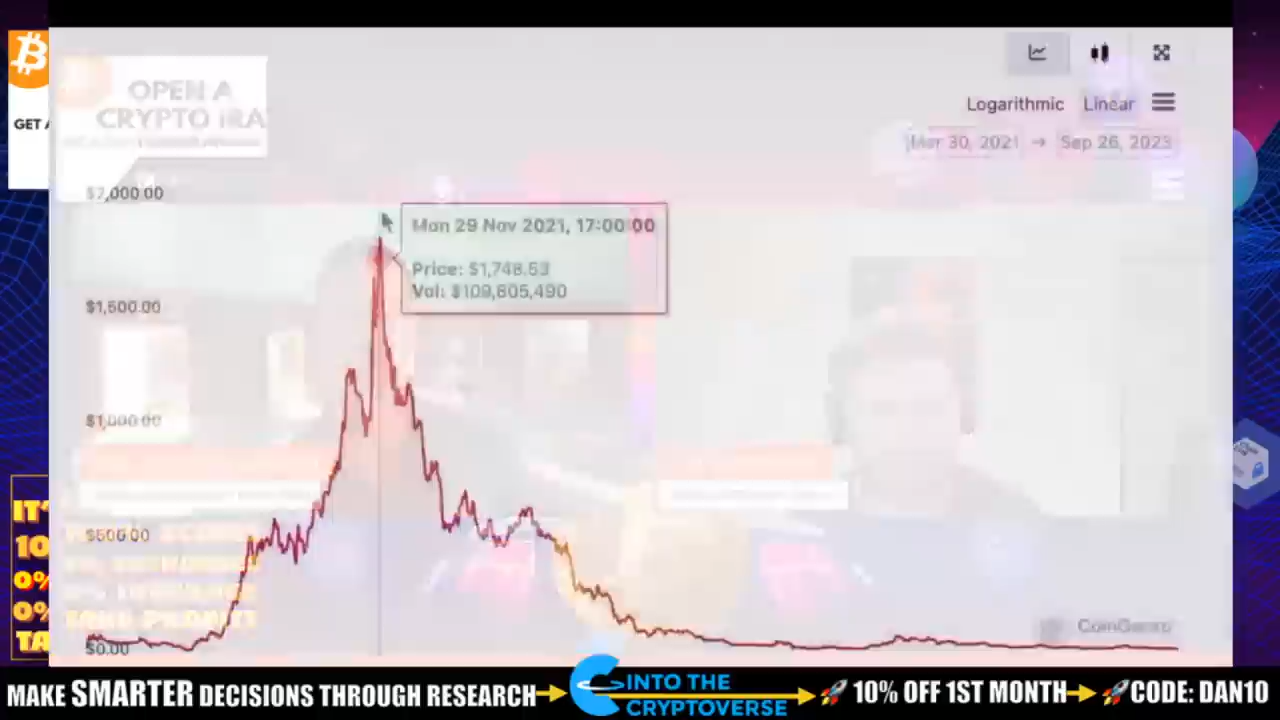 OPEN A
CRYPTO IRA
GET A
Logarithmic Linear
Mar 30, 2021 → Sep 26, 2023
$2,000.00
Mon 29 Nov 2021, 17:00:00
Price: $1,748.53
Vol: $109,605,490
$1,500.00
$1,000.00
$500.00
$0.00
CoinGecko
IT'
10
0%
0%
TA
MAKE SMARTER DECISIONS THROUGH RESEARCH
INTO THE
CRYPTOVERSE
10% OFF 1ST MONTH
CODE: DAN10